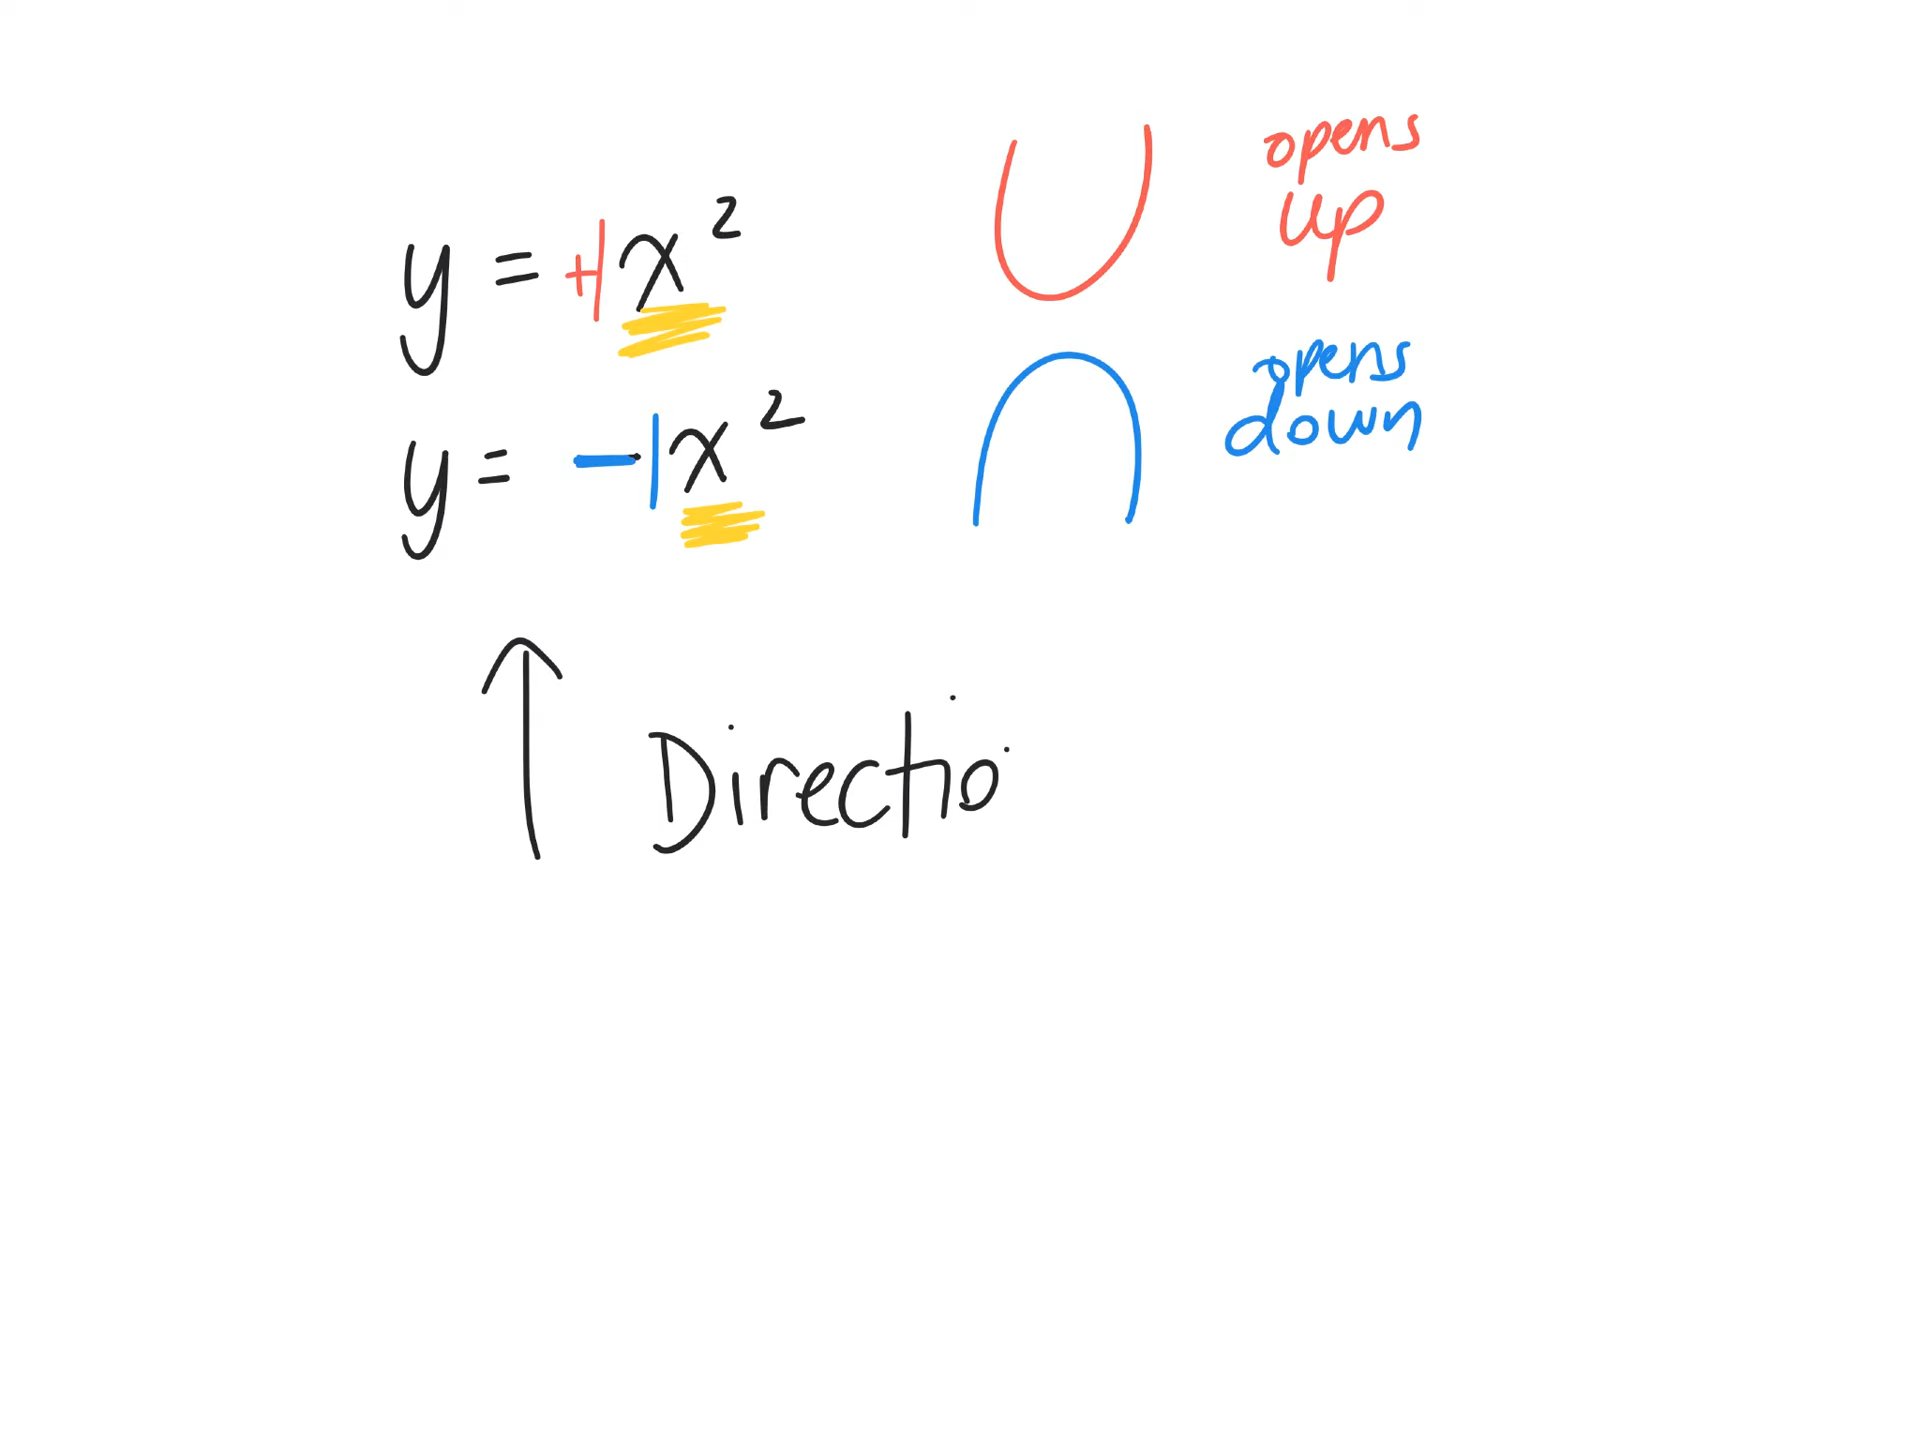 y = +1x² opens up
y = -1x² opens down
Directio